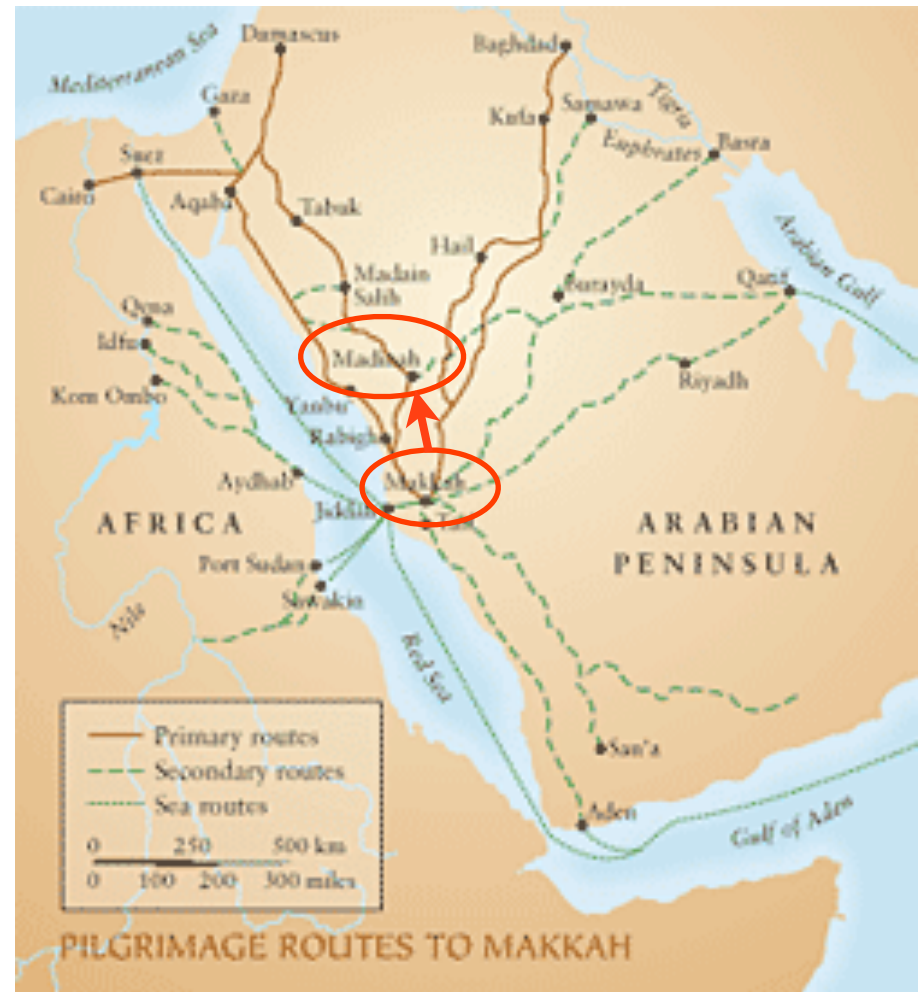 Damascus
Baghdad
Mediterranean Sea
Gaza
Kufa
Samawa
Tigris
Euphrates
Basra
Suez
Cairo
Aqaba
Tabuk
Hail
Arabian Gulf
Madain
Salih
Burayda
Qatif
Qena
Idfu
Madinah
Kom Ombo
Yanbu'
Riyadh
Rabigh
Aydhab
Makkah
Jiddah
Taif
AFRICA
ARABIAN
PENINSULA
Port Sudan
Suwakin
Nile
Red Sea
San'a
Aden
Gulf of Aden
Primary routes
Secondary routes
Sea routes
0 250 500 km
0 100 200 300 miles
PILGRIMAGE ROUTES TO MAKKAH